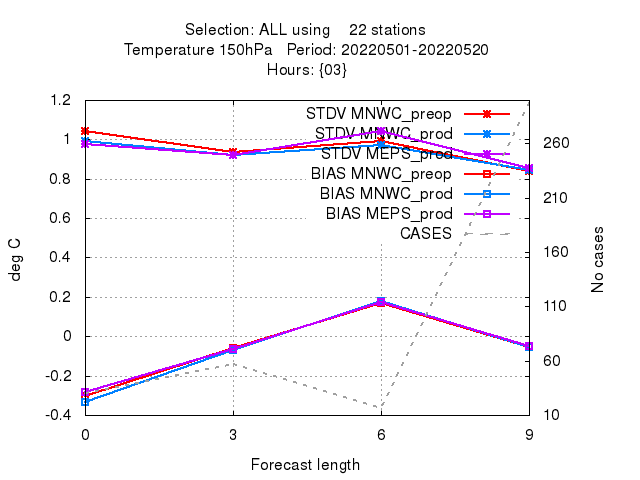 Selection: ALL using    22 stations
Temperature 150hPa   Period: 20220501-20220520
Hours: {03}
1.2
1
0.8
0.6
0.4
0.2
0
-0.2
-0.4
deg C
STDV MNWC_preop
STDV MNWC_prod
STDV MEPS_prod
BIAS MNWC_preop
BIAS MNWC_prod
BIAS MEPS_prod
CASES
260
210
160
110
60
10
No cases
0 3 6 9
Forecast length